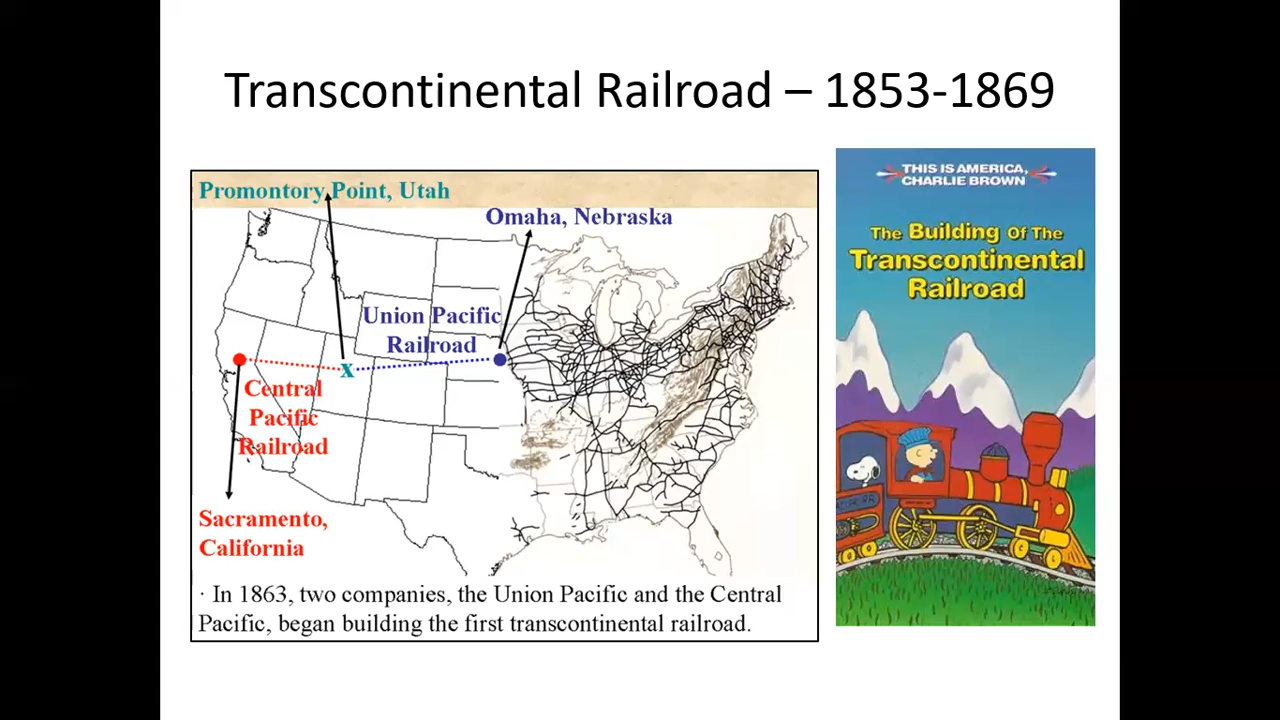 Transcontinental Railroad – 1853-1869
Promontory Point, Utah
Omaha, Nebraska
Union Pacific
Railroad
x
Central
Pacific
Railroad
Sacramento,
California
· In 1863, two companies, the Union Pacific and the Central
Pacific, began building the first transcontinental railroad.
THIS IS AMERICA,
CHARLIE BROWN
The Building Of The
Transcontinental
Railroad